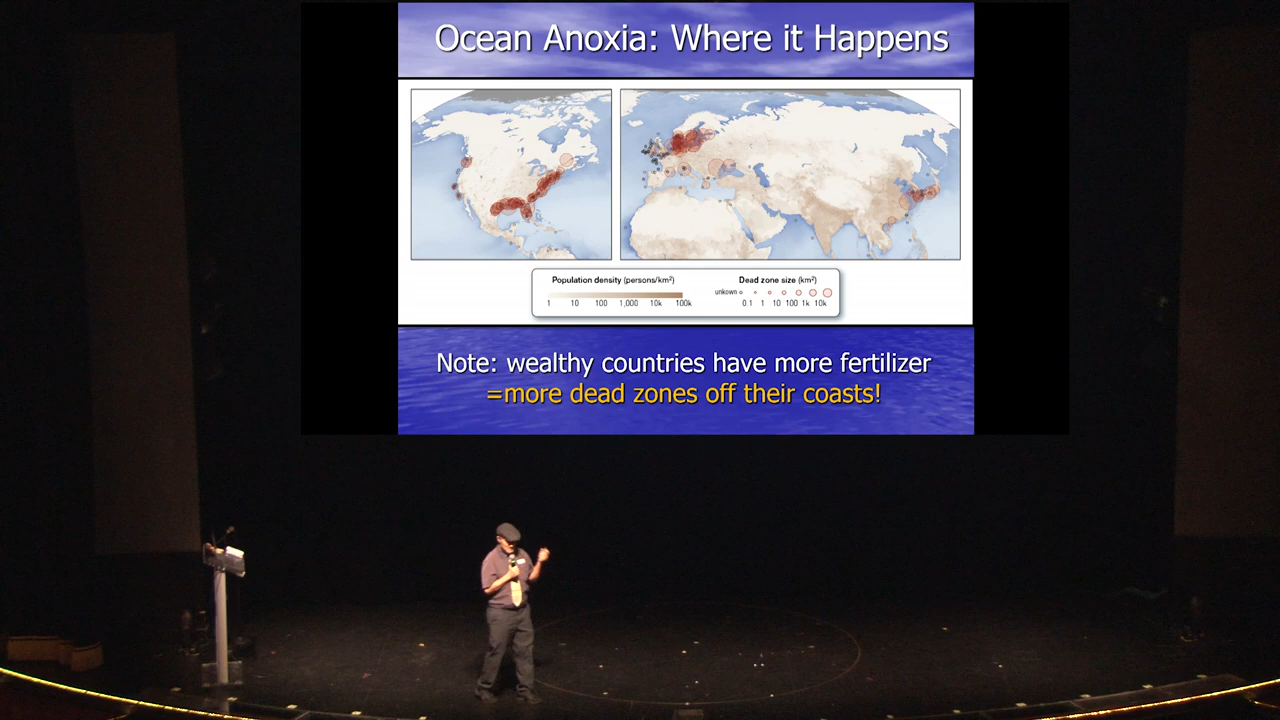 Ocean Anoxia: Where it Happens
Population density (persons/km²)
1 10 100 1,000 10k 100k
Dead zone size (km²)
unkown
0.1 1 10 100 1k 10k
Note: wealthy countries have more fertilizer
=more dead zones off their coasts!